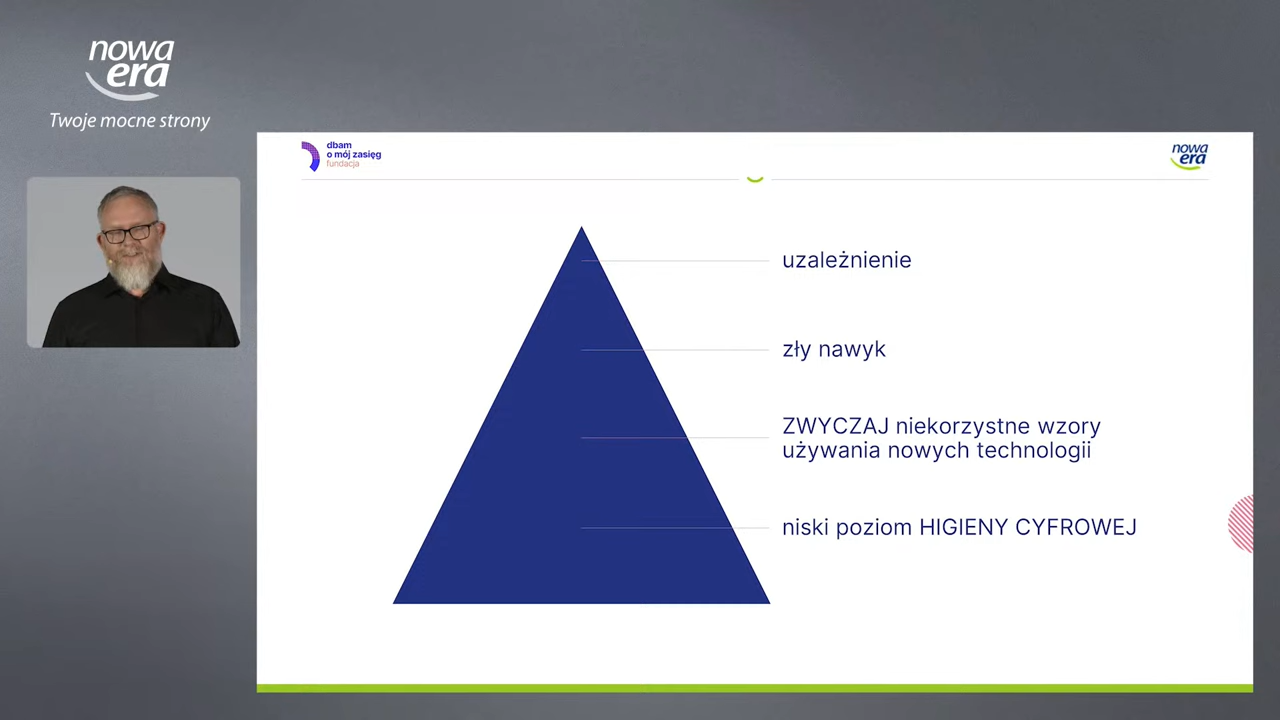 nowa
era
Twoje mocne strony
dbam
o mój zasięg
fundacja
nowa
era
uzależnienie
zły nawyk
ZWYCZAJ niekorzystne wzory
używania nowych technologii
niski poziom HIGIENY CYFROWEJ